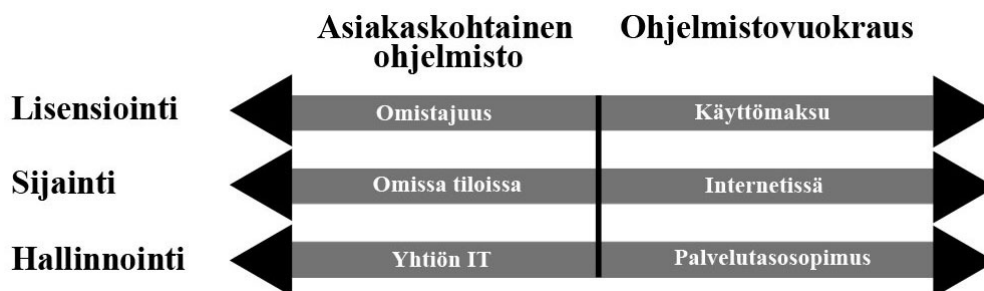 Asiakaskohtainen
ohjelmisto
Ohjelmistovuokraus
Lisensiointi
Omistajuus
Käyttömaksu
Sijainti
Omissa tiloissa
Internetissä
Hallinnointi
Yhtiön IT
Palvelutasosopimus